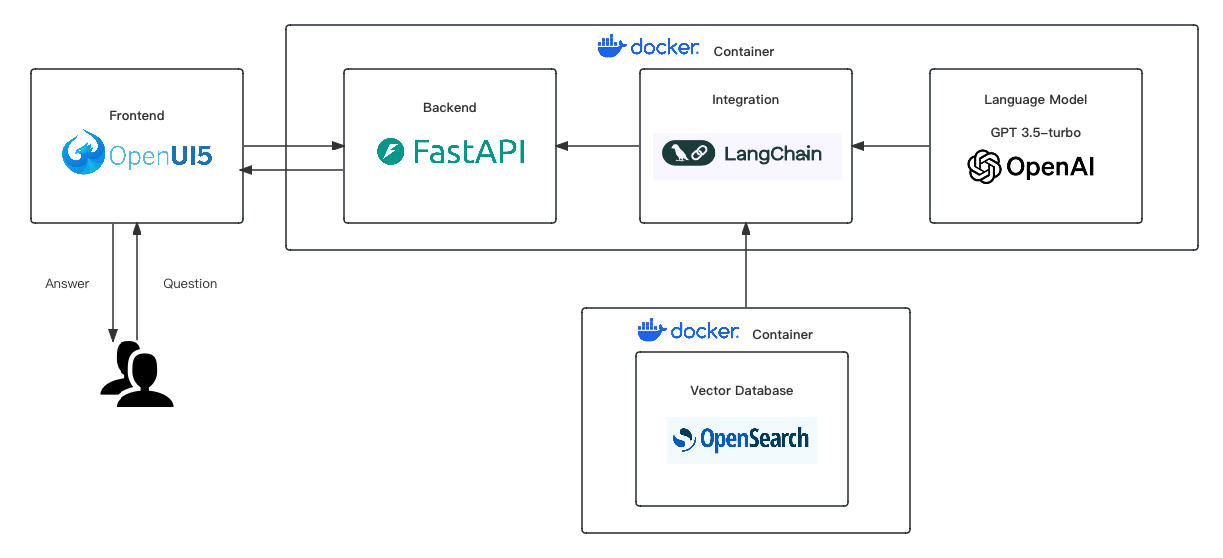 docker. Container
Frontend
OpenUI5
Backend
FastAPI
Integration
LangChain
Language Model
GPT 3.5-turbo
OpenAI
Answer
Question
docker. Container
Vector Database
OpenSearch